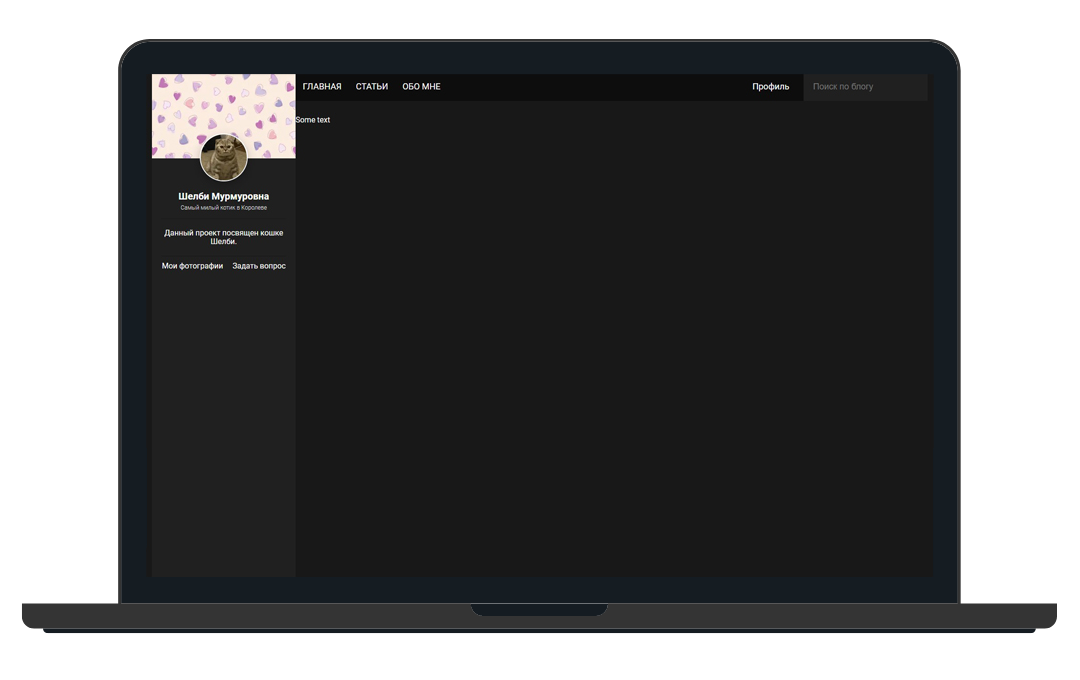 ГЛАВНАЯ
СТАТЬИ
ОБО МНЕ
Профиль
Поиск по блогу
Some text
Шелби Мурмуровна
Самый милый котик в Королеве
Данный проект посвящен кошке
Шелби.
Мои фотографии
Задать вопрос